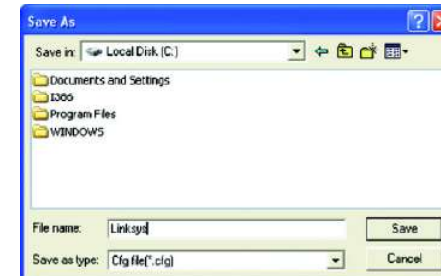 Save As
Save in: Local Disk (C:)
Documents and Settings
I386
Program Files
WINDOWS
File name: Linksys
Save
Save as type: Cfg file(*.cfg)
Cancel